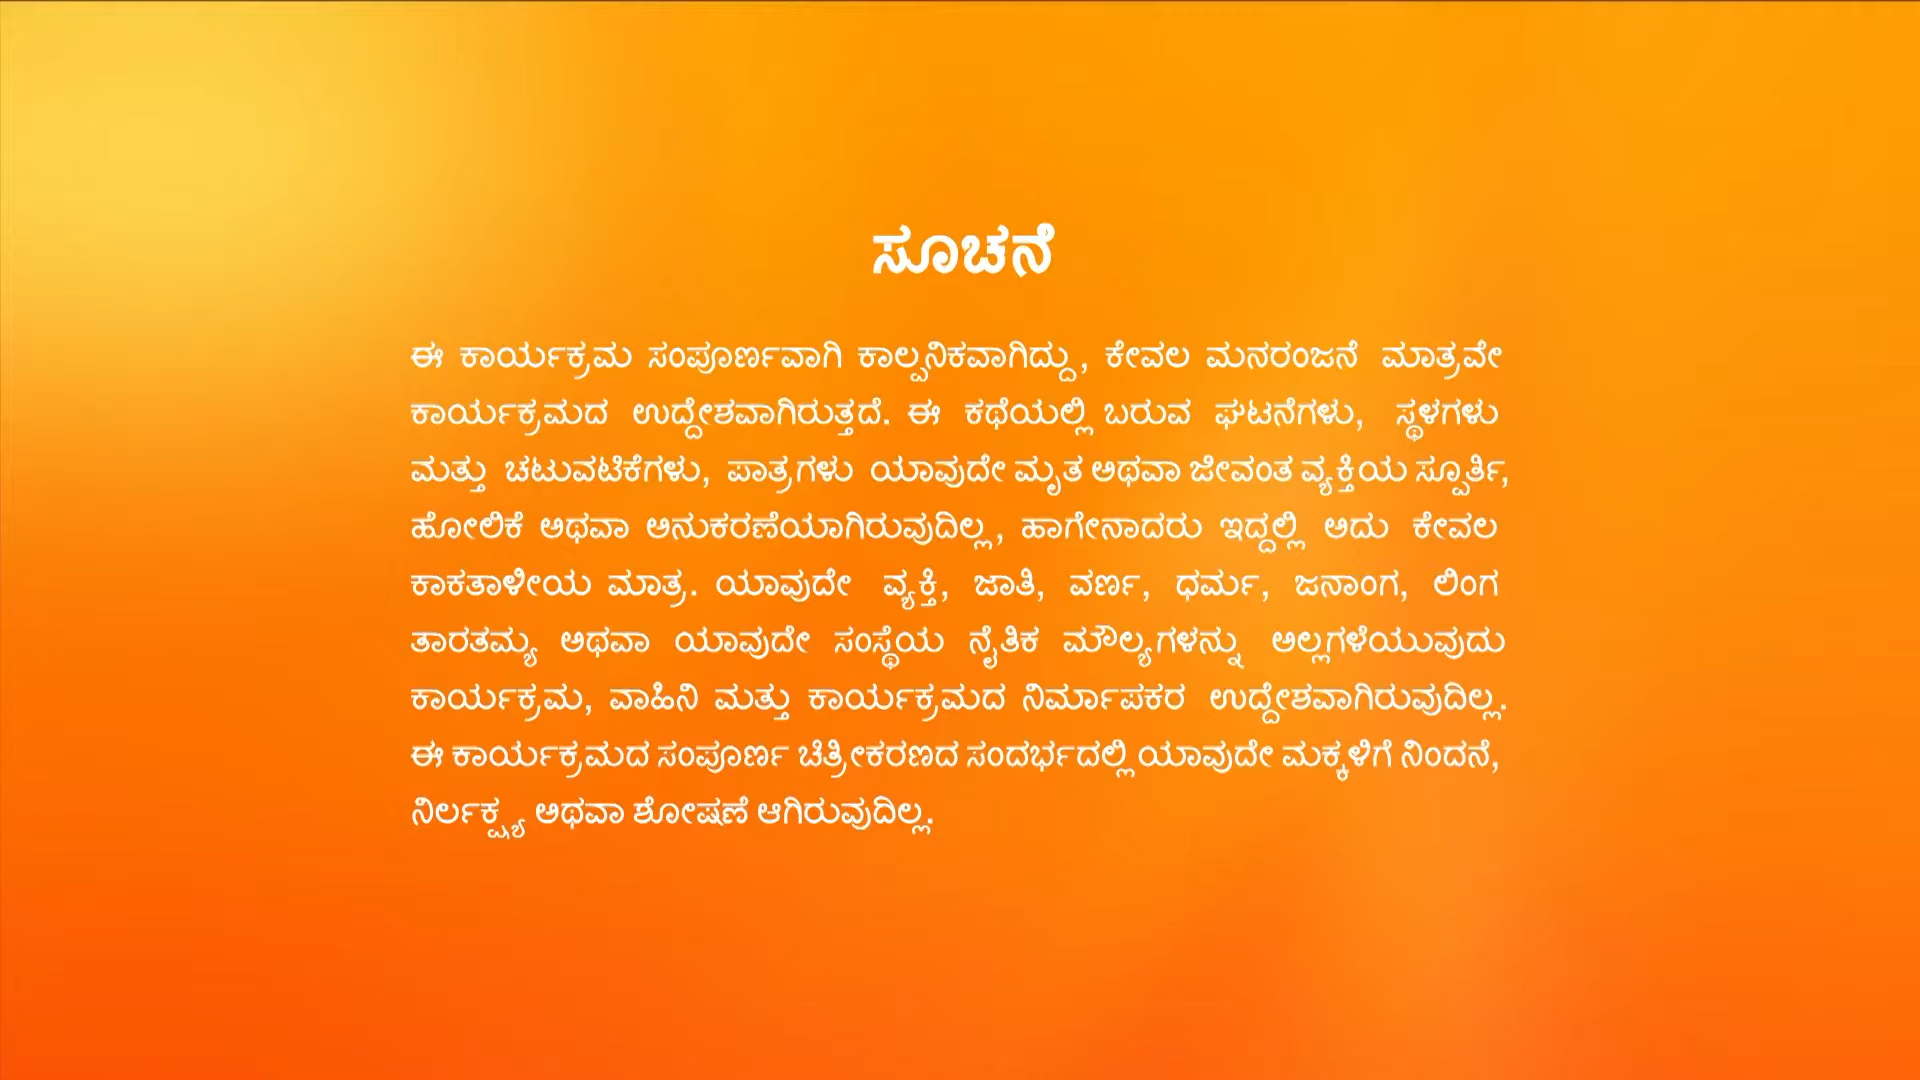 ಸೂಚನೆ
ಈ ಕಾರ್ಯಕ್ರಮ ಸಂಪೂರ್ಣವಾಗಿ ಕಾಲ್ಪನಿಕವಾಗಿದ್ದು, ಕೇವಲ ಮನರಂಜನೆ ಮಾತ್ರವೇ
ಕಾರ್ಯಕ್ರಮದ ಉದ್ದೇಶವಾಗಿರುತ್ತದೆ. ಈ ಕಥೆಯಲ್ಲಿ ಬರುವ ಘಟನೆಗಳು, ಸ್ಥಳಗಳು
ಮತ್ತು ಚಟುವಟಿಕೆಗಳು, ಪಾತ್ರಗಳು ಯಾವುದೇ ಮೃತ ಅಥವಾ ಜೀವಂತ ವ್ಯಕ್ತಿಯ ಸ್ಪೂರ್ತಿ,
ಹೋಲಿಕೆ ಅಥವಾ ಅನುಕರಣೆಯಾಗಿರುವುದಿಲ್ಲ, ಹಾಗೇನಾದರು ಇದ್ದಲ್ಲಿ ಅದು ಕೇವಲ
ಕಾಕತಾಳೀಯ ಮಾತ್ರ. ಯಾವುದೇ ವ್ಯಕ್ತಿ, ಜಾತಿ, ವರ್ಣ, ಧರ್ಮ, ಜನಾಂಗ, ಲಿಂಗ
ತಾರತಮ್ಯ ಅಥವಾ ಯಾವುದೇ ಸಂಸ್ಥೆಯ ನೈತಿಕ ಮೌಲ್ಯಗಳನ್ನು ಅಲ್ಲಗಳೆಯುವುದು
ಕಾರ್ಯಕ್ರಮ, ವಾಹಿನಿ ಮತ್ತು ಕಾರ್ಯಕ್ರಮದ ನಿರ್ಮಾಪಕರ ಉದ್ದೇಶವಾಗಿರುವುದಿಲ್ಲ.
ಈ ಕಾರ್ಯಕ್ರಮದ ಸಂಪೂರ್ಣ ಚಿತ್ರೀಕರಣದ ಸಂದರ್ಭದಲ್ಲಿ ಯಾವುದೇ ಮಕ್ಕಳಿಗೆ ನಿಂದನೆ,
ನಿರ್ಲಕ್ಷ್ಯ ಅಥವಾ ಶೋಷಣೆ ಆಗಿರುವುದಿಲ್ಲ.